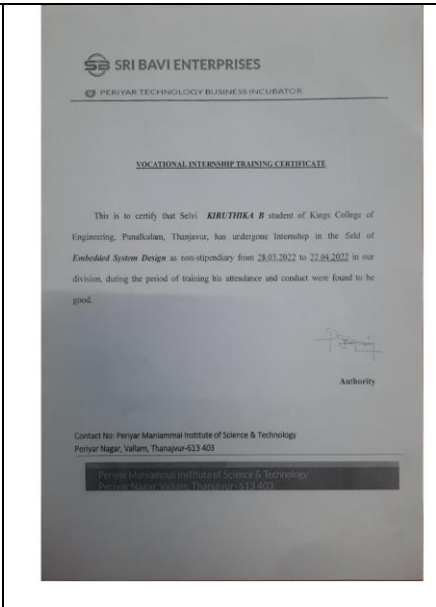 SB SRI BAVI ENTERPRISES
PERIYAR TECHNOLOGY BUSINESS INCUBATOR
VOCATIONAL INTERNSHIP TRAINING CERTIFICATE
This is to certify that Selvi. KIRUTHIKA B student of Kings College of
Engineering, Punalkulam, Thanjavur, has undergone Internship in the field of
Embedded System Design as non-stipendiary from 28.03.2022 to 22.04.2022 in our
division, during the period of training his attendance and conduct were found to be
good.
Authority
Contact No: Periyar Maniammai Institute of Science & Technology
Periyar Nagar, Vallam, Thanajvur-613 403
Periyar Maniammai Institute of Science & Technology
Periyar Nagar Vallam, Thanjavur- 613 403